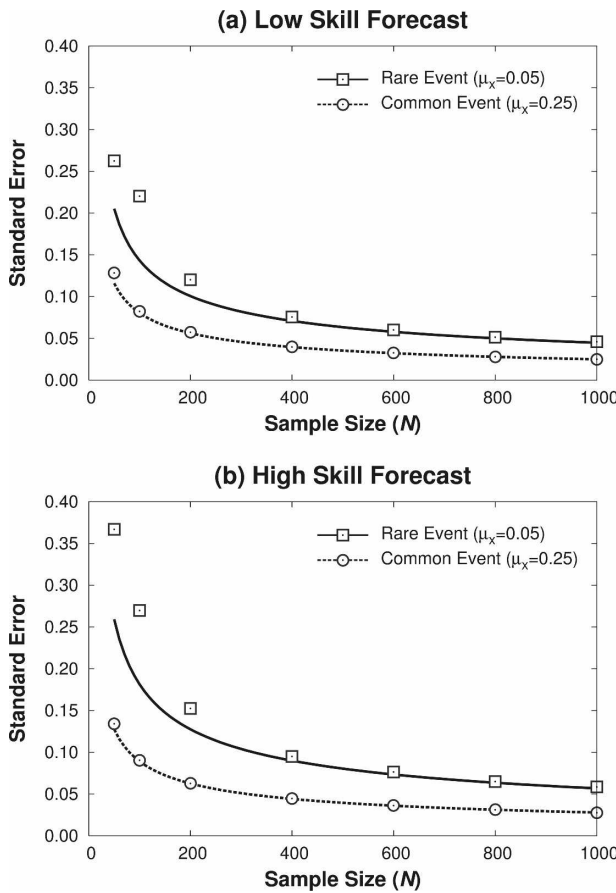 (a) Low Skill Forecast
0.40
0.35
0.30
0.25
0.20
0.15
0.10
0.05
0.00
Standard Error
Rare Event (μx=0.05)
Common Event (μx=0.25)
0 200 400 600 800 1000
Sample Size (N)
(b) High Skill Forecast
0.40
0.35
0.30
0.25
0.20
0.15
0.10
0.05
0.00
Standard Error
Rare Event (μx=0.05)
Common Event (μx=0.25)
0 200 400 600 800 1000
Sample Size (N)